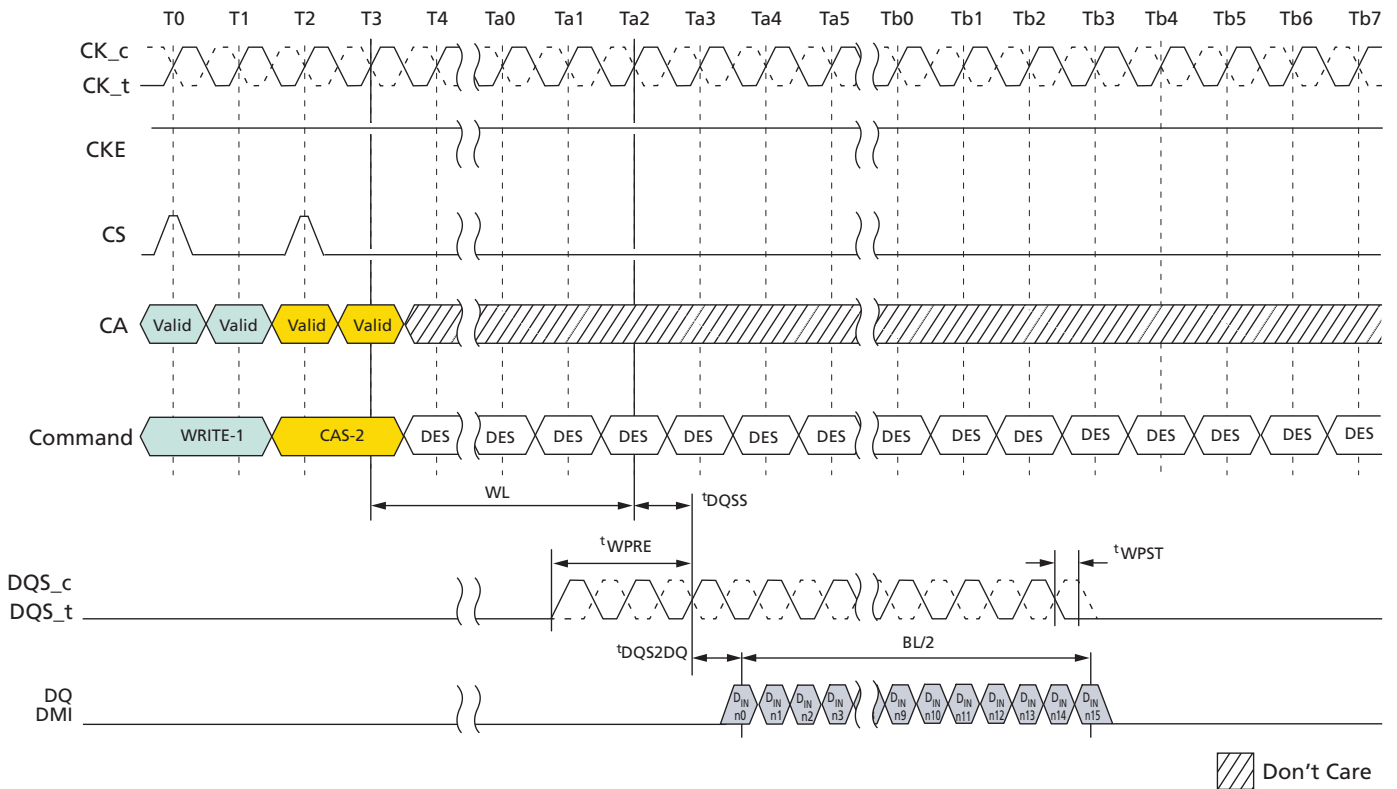 T0 T1 T2 T3 T4 Ta0 Ta1 Ta2 Ta3 Ta4 Ta5 Tb0 Tb1 Tb2 Tb3 Tb4 Tb5 Tb6 Tb7
CK_c
CK_t
CKE
CS
CA Valid Valid Valid Valid
Command WRITE-1 CAS-2 DES DES DES DES DES DES DES DES DES DES DES DES DES DES DES
WL tDQSS
tWPRE tWPST
DQS_c
DQS_t
tDQS2DQ BL/2
DQ
DMI
DIN n0 DIN n1 DIN n2 DIN n3 DIN n9 DIN n10 DIN n11 DIN n12 DIN n13 DIN n14 DIN n15
Don't Care